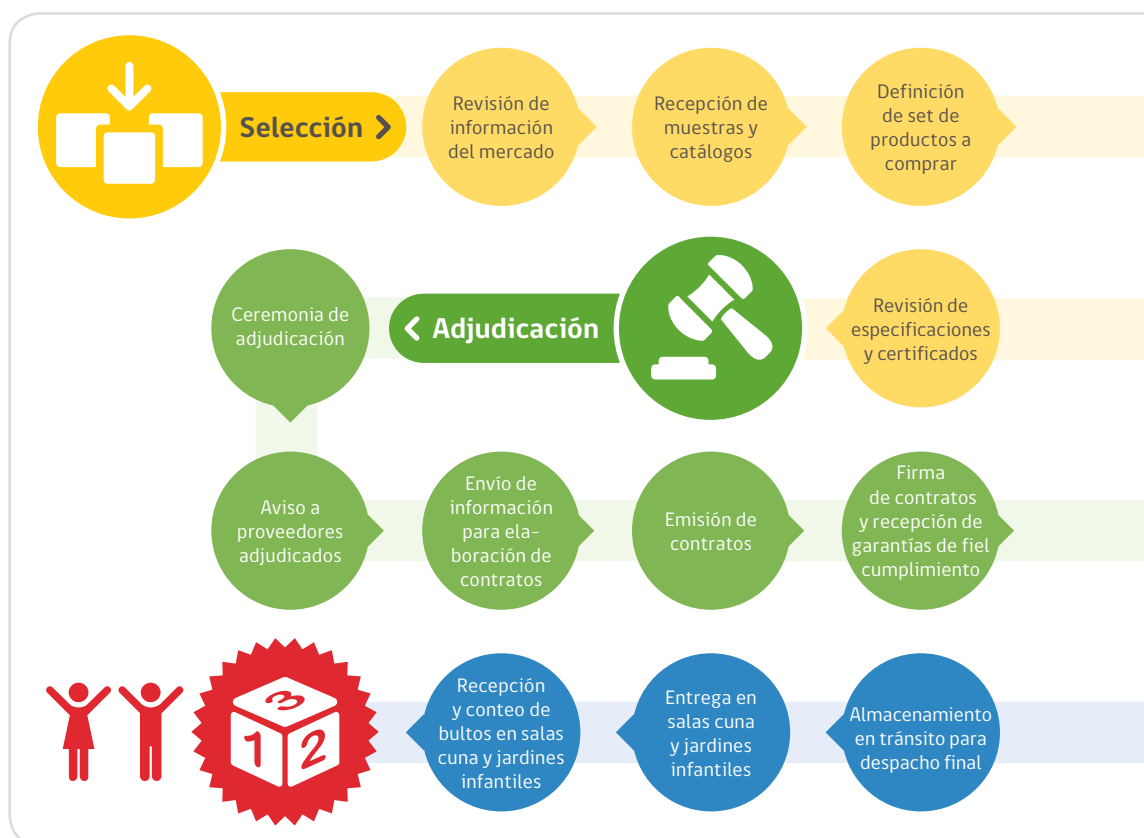 Selección
Revisión de
información
del mercado
Recepción de
muestras y
catálogos
Definición
de set de
productos a
comprar
Ceremonia de
adjudicación
Adjudicación
Revisión de
especificaciones
y certificados
Aviso a
proveedores
adjudicados
Envío de
información
para ela-
boración de
contratos
Emisión de
contratos
Firma
de contratos
y recepción de
garantías de fiel
cumplimiento
3
1 2
Recepción
y conteo de
bultos en salas
cuna y jardines
infantiles
Entrega en
salas cuna
y jardines
infantiles
Almacenamiento
en tránsito para
despacho final